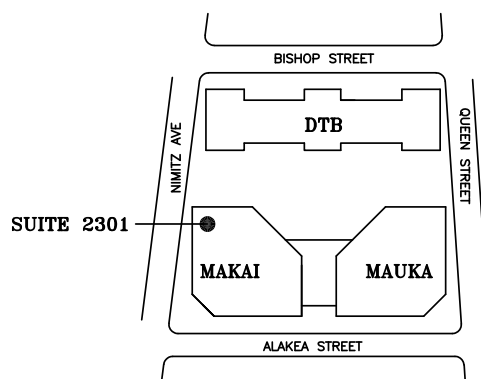 BISHOP STREET
DTB
NIMITZ AVE
QUEEN STREET
SUITE 2301
MAKAI
MAUKA
ALAKEA STREET